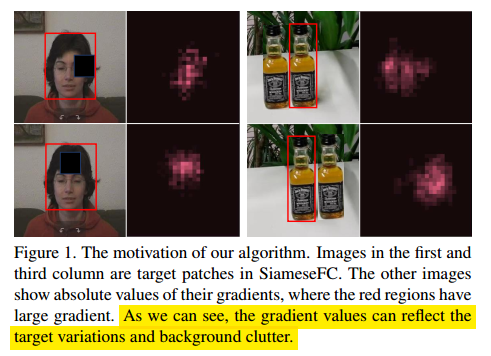 Figure 1. The motivation of our algorithm. Images in the first and
third column are target patches in SiameseFC. The other images
show absolute values of their gradients, where the red regions have
large gradient. As we can see, the gradient values can reflect the
target variations and background clutter.